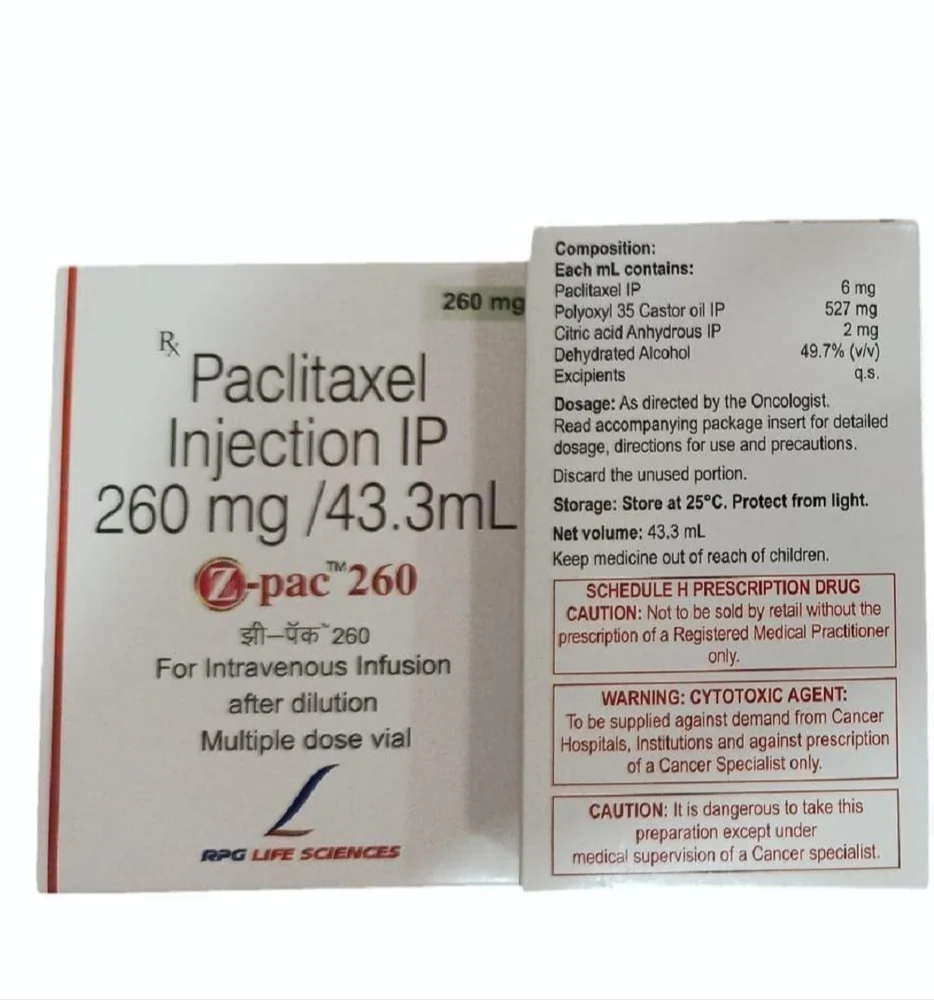 260 mg
Rx
Paclitaxel
Injection IP
260 mg /43.3mL
Z-pac™ 260
झी-पॅक™ 260
For Intravenous Infusion
after dilution
Multiple dose vial
RPG LIFE SCIENCES
Composition:
Each mL contains:
Paclitaxel IP 6 mg
Polyoxyl 35 Castor oil IP 527 mg
Citric acid Anhydrous IP 2 mg
Dehydrated Alcohol 49.7% (v/v)
Excipients q.s.
Dosage: As directed by the Oncologist.
Read accompanying package insert for detailed
dosage, directions for use and precautions.
Discard the unused portion.
Storage: Store at 25°C. Protect from light.
Net volume: 43.3 mL
Keep medicine out of reach of children.
SCHEDULE H PRESCRIPTION DRUG
CAUTION: Not to be sold by retail without the
prescription of a Registered Medical Practitioner
only.
WARNING: CYTOTOXIC AGENT:
To be supplied against demand from Cancer
Hospitals, Institutions and against prescription
of a Cancer Specialist only.
CAUTION: It is dangerous to take this
preparation except under
medical supervision of a Cancer specialist.